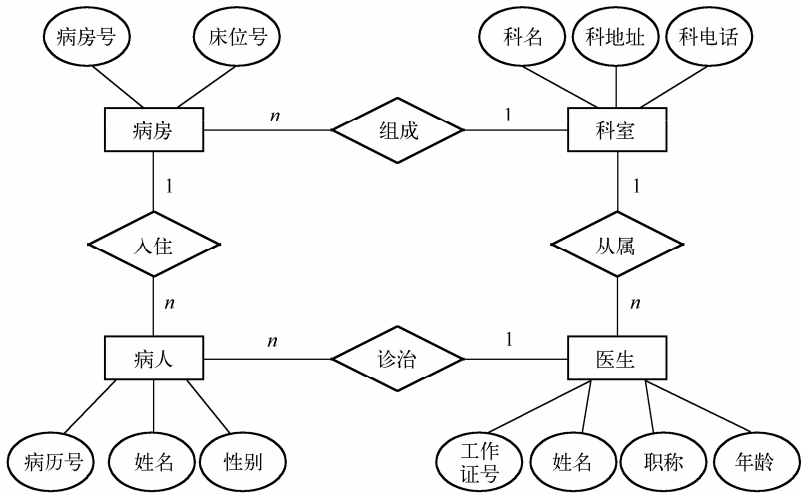 病房号
床位号
科名
科地址
科电话
病房
n
组成
1
科室
1
1
入住
从属
n
n
病人
n
诊治
1
医生
病历号
姓名
性别
工作
证号
姓名
职称
年龄